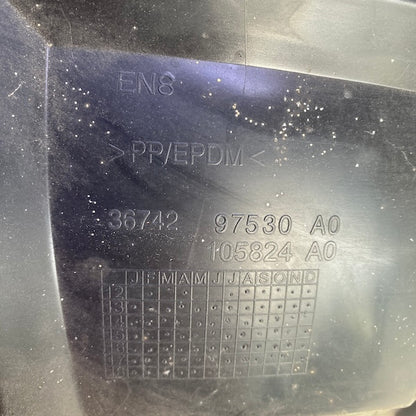 EN8
>PP/EPDM<
36742 97530 A0
105824 A0
J F M A M J J A S O N D